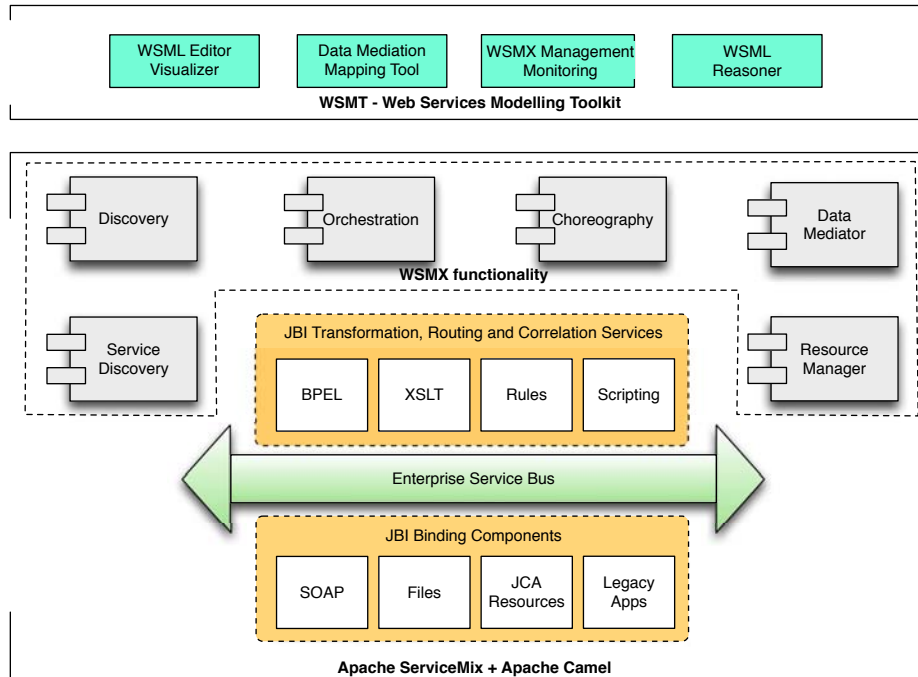 WSML Editor
Visualizer
Data Mediation
Mapping Tool
WSMX Management
Monitoring
WSML
Reasoner
WSMT - Web Services Modelling Toolkit
Discovery
Orchestration
Choreography
Data
Mediator
WSMX functionality
Service
Discovery
JBI Transformation, Routing and Correlation Services
BPEL
XSLT
Rules
Scripting
Resource
Manager
Enterprise Service Bus
JBI Binding Components
SOAP
Files
JCA
Resources
Legacy
Apps
Apache ServiceMix + Apache Camel